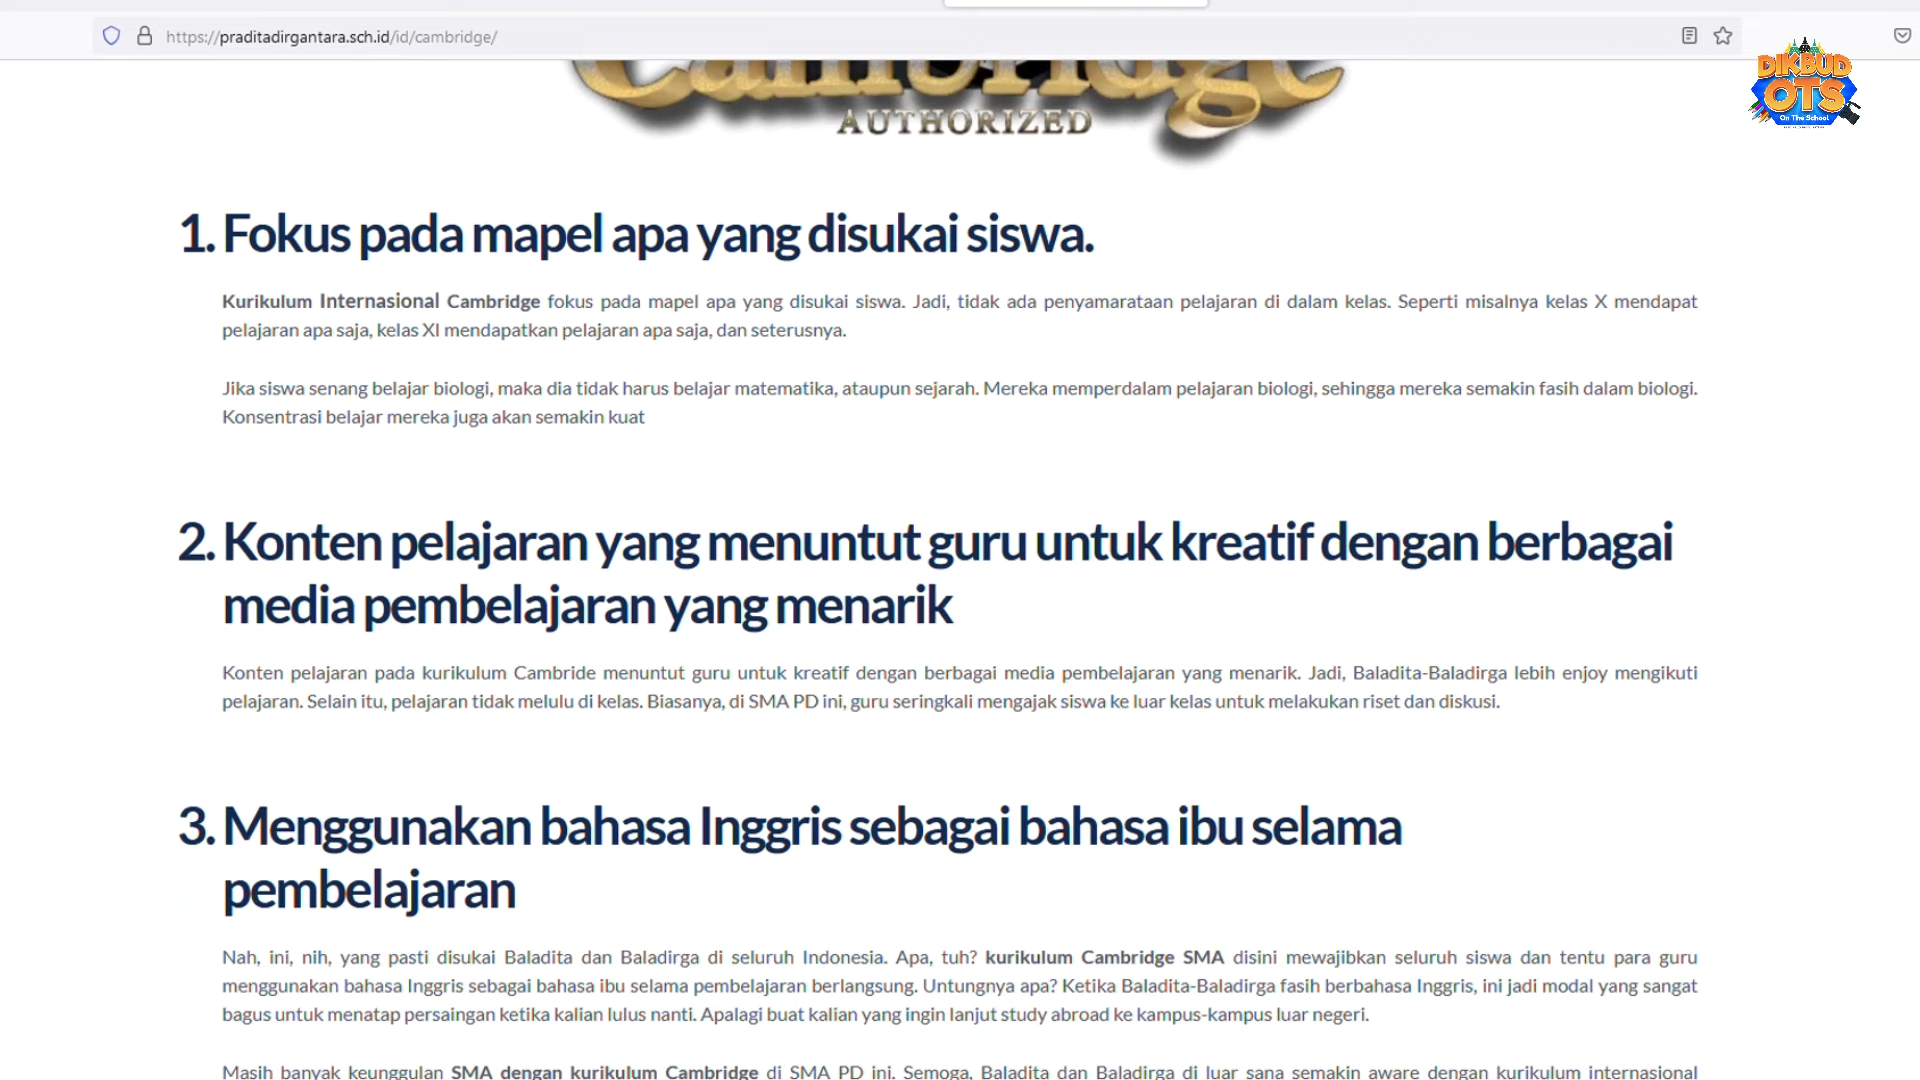 https://praditadirgantara.sch.id/id/cambridge/
DIKBUD
OTS
On The School
Cambridge
AUTHORIZED
1. Fokus pada mapel apa yang disukai siswa.
Kurikulum Internasional Cambridge fokus pada mapel apa yang disukai siswa. Jadi, tidak ada penyamarataan pelajaran di dalam kelas. Seperti misalnya kelas X mendapat
pelajaran apa saja, kelas XI mendapatkan pelajaran apa saja, dan seterusnya.
Jika siswa senang belajar biologi, maka dia tidak harus belajar matematika, ataupun sejarah. Mereka memperdalam pelajaran biologi, sehingga mereka semakin fasih dalam biologi.
Konsentrasi belajar mereka juga akan semakin kuat
2. Konten pelajaran yang menuntut guru untuk kreatif dengan berbagai
media pembelajaran yang menarik
Konten pelajaran pada kurikulum Cambride menuntut guru untuk kreatif dengan berbagai media pembelajaran yang menarik. Jadi, Baladita-Baladirga lebih enjoy mengikuti
pelajaran. Selain itu, pelajaran tidak melulu di kelas. Biasanya, di SMA PD ini, guru seringkali mengajak siswa ke luar kelas untuk melakukan riset dan diskusi.
3. Menggunakan bahasa Inggris sebagai bahasa ibu selama
pembelajaran
Nah, ini, nih, yang pasti disukai Baladita dan Baladirga di seluruh Indonesia. Apa, tuh? kurikulum Cambridge SMA disini mewajibkan seluruh siswa dan tentu para guru
menggunakan bahasa Inggris sebagai bahasa ibu selama pembelajaran berlangsung. Untungnya apa? Ketika Baladita-Baladirga fasih berbahasa Inggris, ini jadi modal yang sangat
bagus untuk menatap persaingan ketika kalian lulus nanti. Apalagi buat kalian yang ingin lanjut study abroad ke kampus-kampus luar negeri.
Masih banyak keunggulan SMA dengan kurikulum Cambridge di SMA PD ini. Semoga, Baladita dan Baladirga di luar sana semakin aware dengan kurikulum internasional